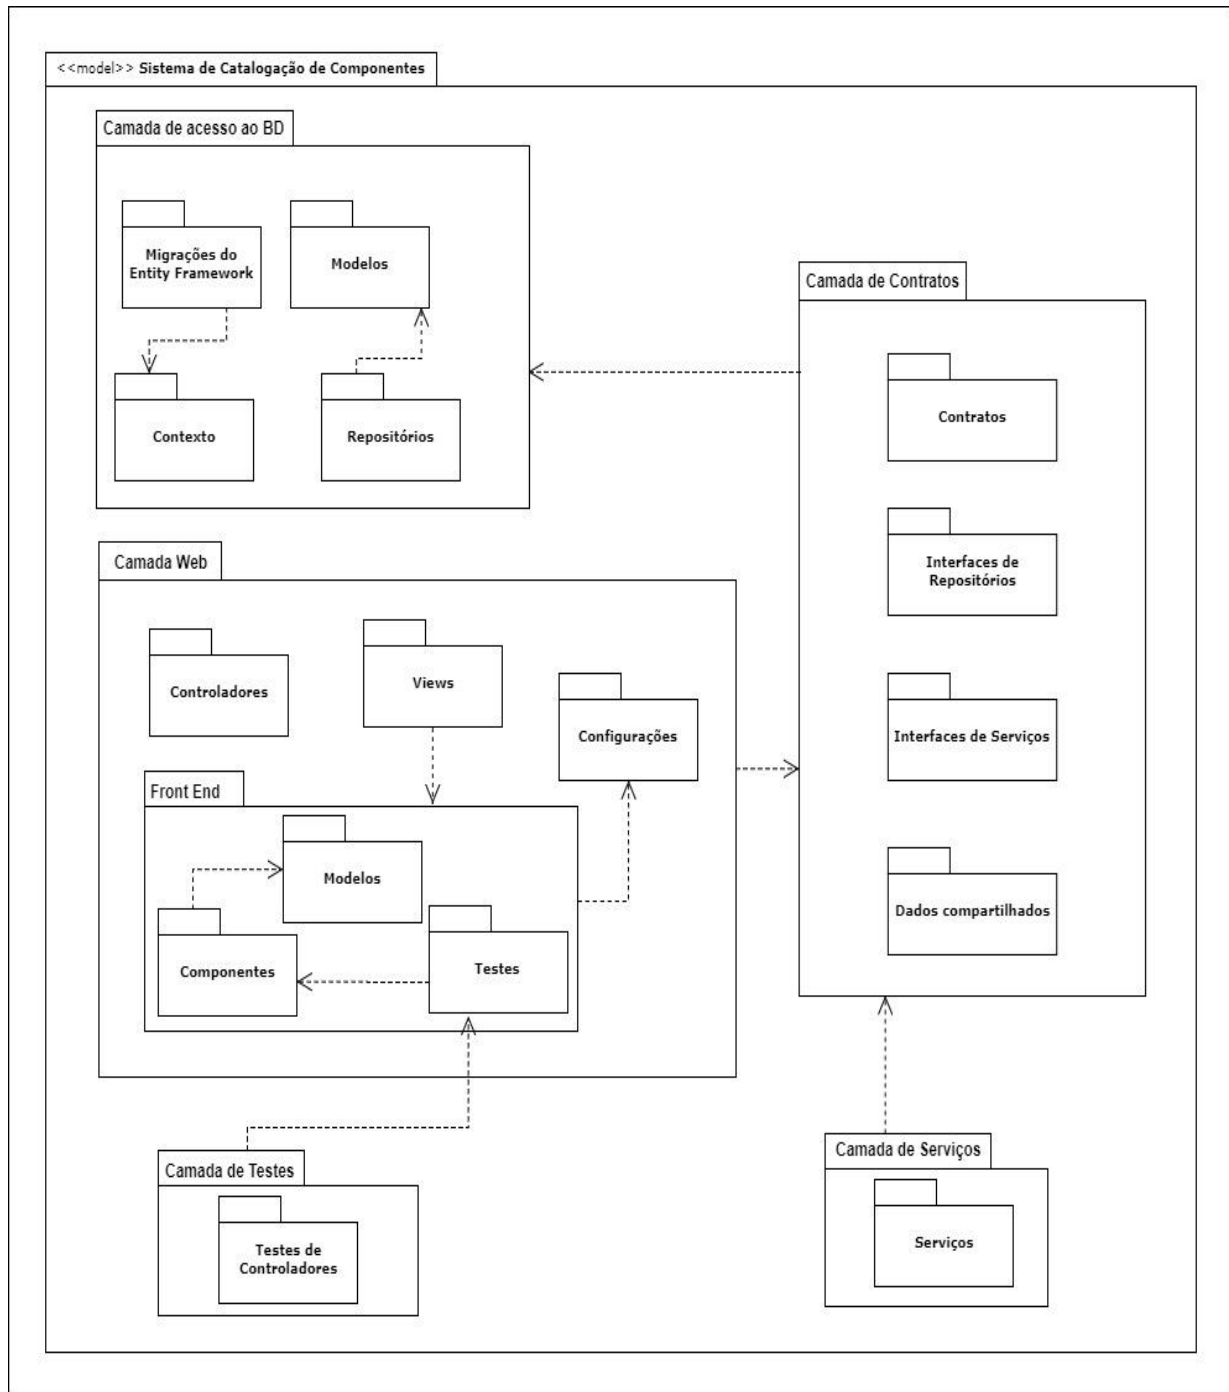 <<model>> Sistema de Catalogação de Componentes
Camada de acesso ao BD
Migrações do
Entity Framework
Modelos
Contexto
Repositórios
Camada de Contratos
Contratos
Interfaces de
Repositórios
Interfaces de Serviços
Dados compartilhados
Camada Web
Controladores
Views
Configurações
Front End
Modelos
Componentes
Testes
Camada de Testes
Testes de
Controladores
Camada de Serviços
Serviços